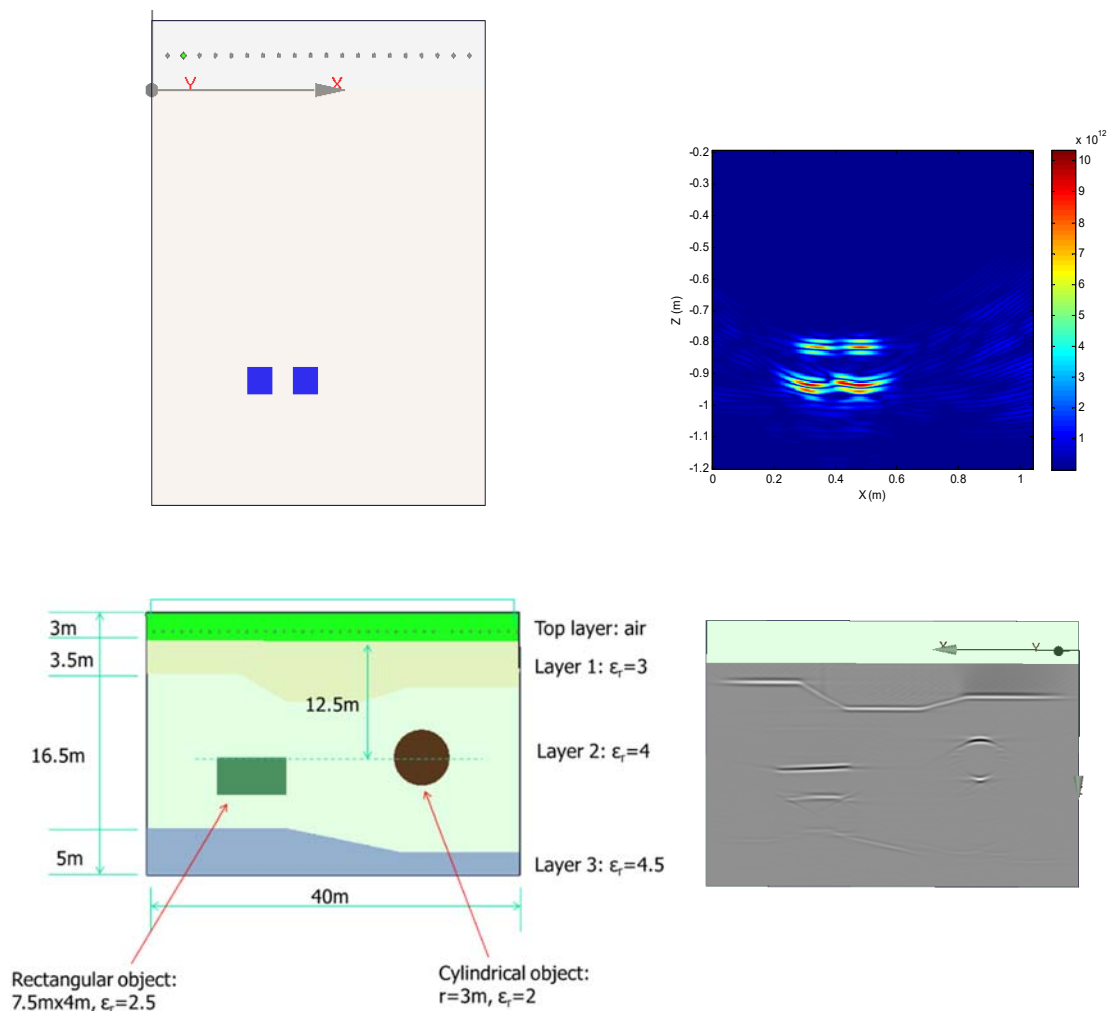 Y X
x 10¹²
-0.2
-0.3
-0.4
-0.5
-0.6
-0.7
-0.8
-0.9
-1
-1.1
-1.2
Z (m)
0 0.2 0.4 0.6 0.8 1
X (m)
10
9
8
7
6
5
4
3
2
1
3m
3.5m
16.5m
5m
12.5m
40m
Top layer: air
Layer 1: εr=3
Layer 2: εr=4
Layer 3: εr=4.5
Rectangular object:
7.5mx4m, εr=2.5
Cylindrical object:
r=3m, εr=2
X Y